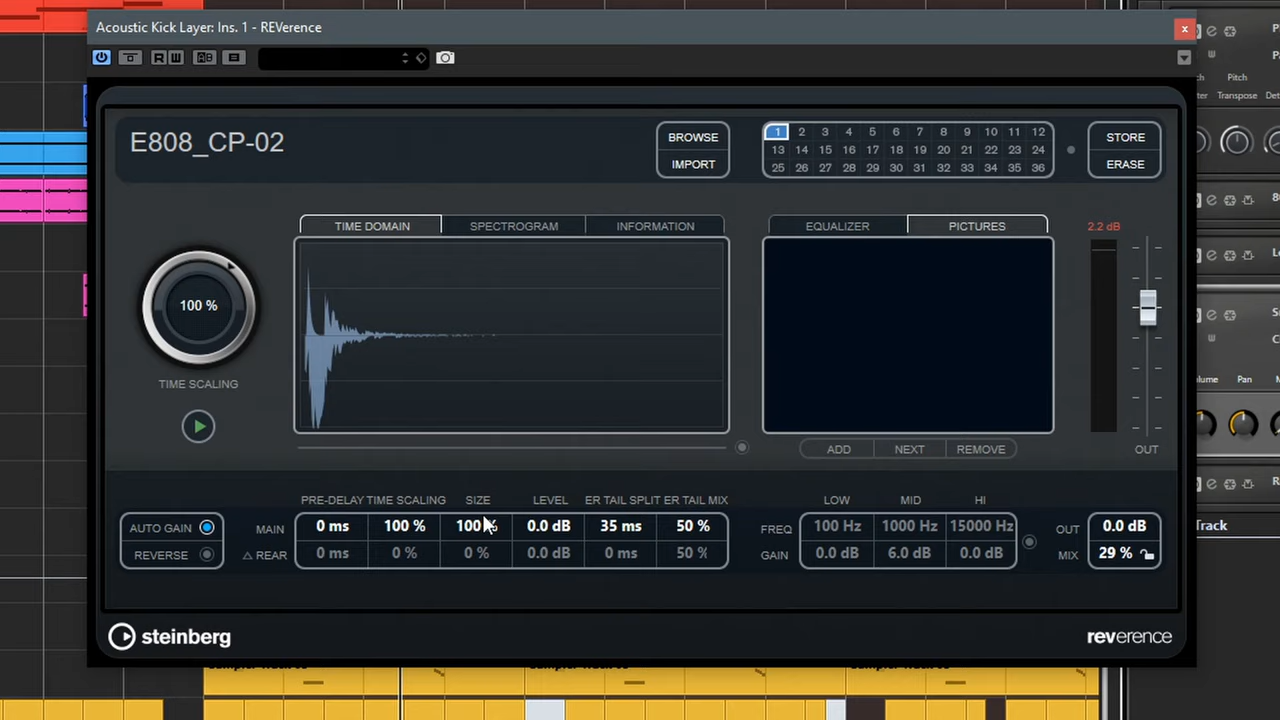 Acoustic Kick Layer: Ins. 1 - REVerence
R W
E808_CP-02
BROWSE
IMPORT
1 2 3 4 5 6 7 8 9 10 11 12
13 14 15 16 17 18 19 20 21 22 23 24
25 26 27 28 29 30 31 32 33 34 35 36
STORE
ERASE
Pitch
Transpose
TIME DOMAIN SPECTROGRAM INFORMATION
EQUALIZER PICTURES
2.2 dB
100 %
TIME SCALING
Pan
ADD NEXT REMOVE
OUT
PRE-DELAY TIME SCALING SIZE LEVEL ER TAIL SPLIT ER TAIL MIX
LOW MID HI
AUTO GAIN
REVERSE
MAIN 0 ms 100 % 100 % 0.0 dB 35 ms 50 %
△ REAR 0 ms 0 % 0 % 0.0 dB 0 ms 50 %
FREQ 100 Hz 1000 Hz 15000 Hz
GAIN 0.0 dB 6.0 dB 0.0 dB
OUT 0.0 dB
MIX 29 %
Track
steinberg
reverence